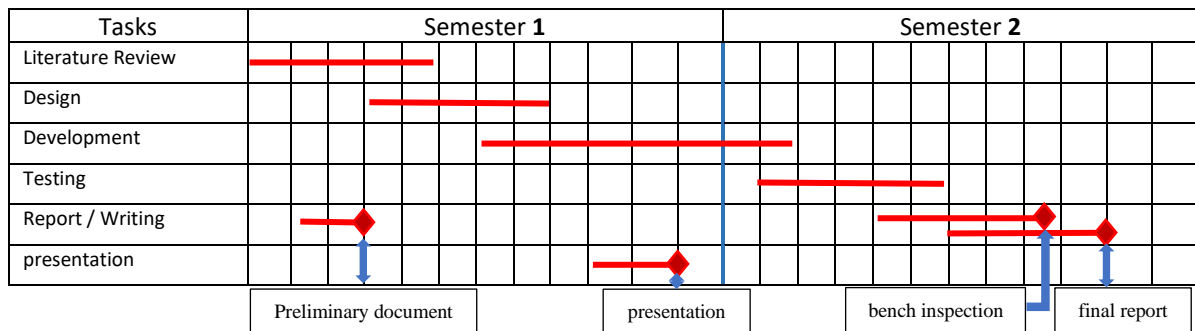 Tasks Semester 1 Semester 2
Literature Review
Design
Development
Testing
Report / Writing
presentation
Preliminary document presentation bench inspection final report